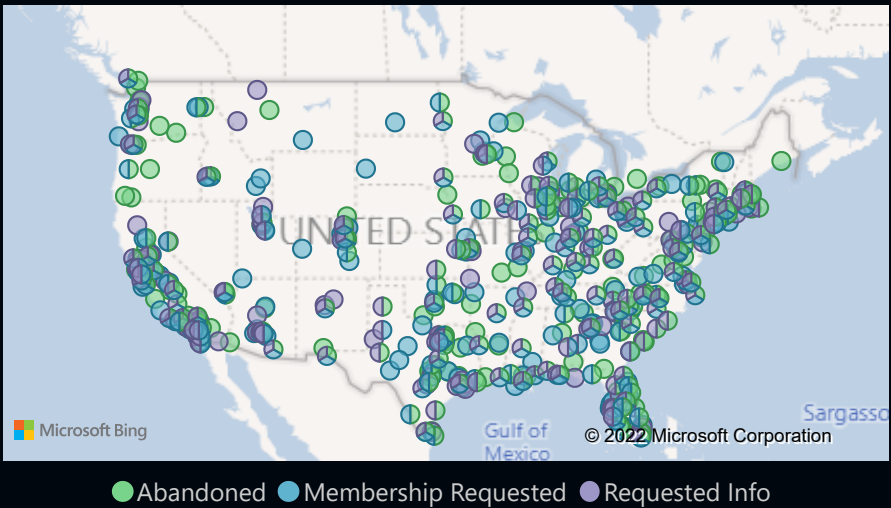 UNITED STATES
Microsoft Bing
Gulf of
Mexico
Sargasso
© 2022 Microsoft Corporation
Abandoned
Membership Requested
Requested Info